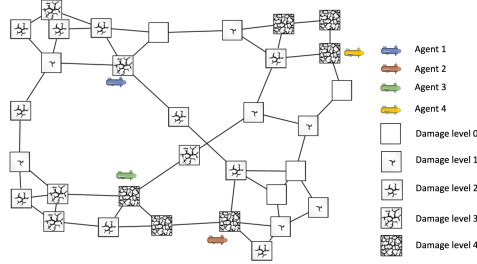 Agent 1
Agent 2
Agent 3
Agent 4
Damage level 0
Damage level 1
Damage level 2
Damage level 3
Damage level 4